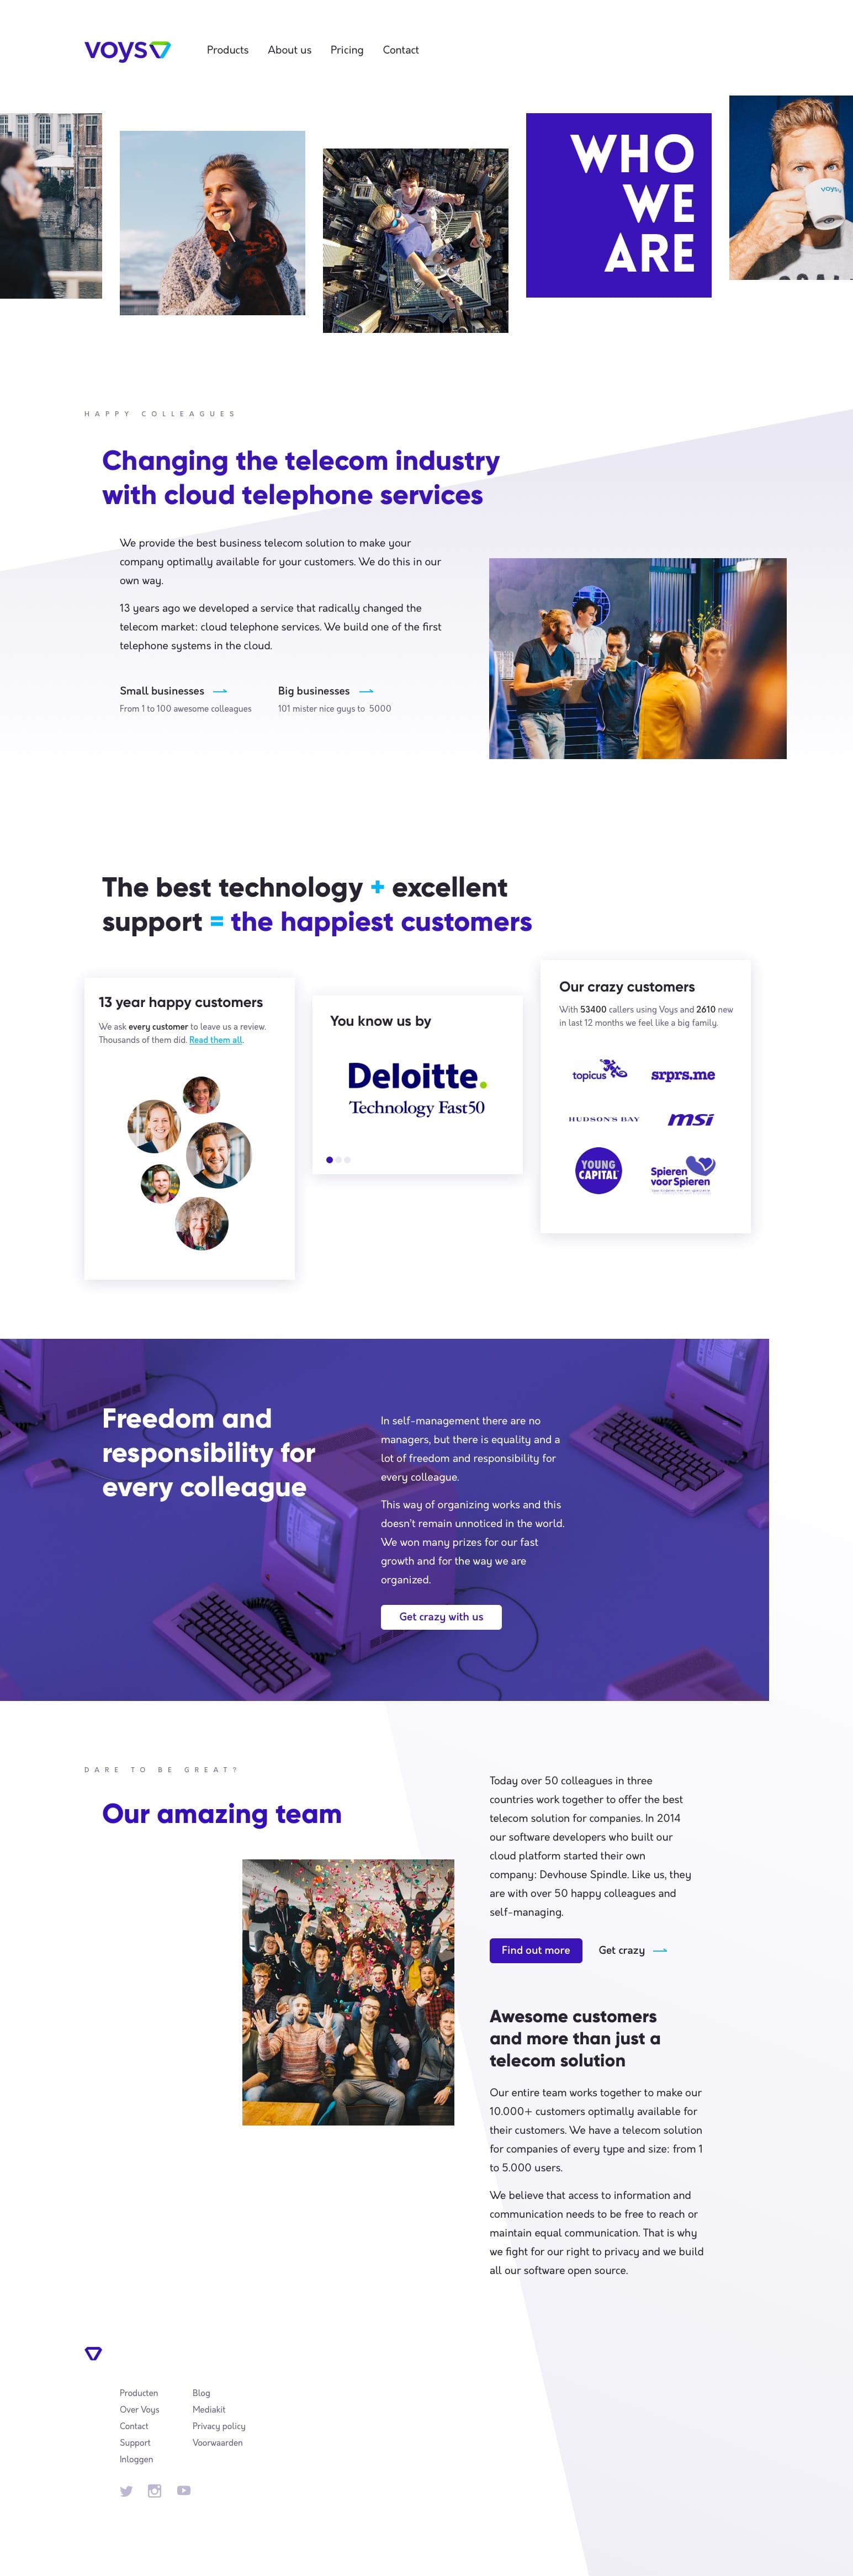 voys
Products About us Pricing Contact
WHO
WE
ARE
voys
HAPPY COLLEAGUES
Changing the telecom industry
with cloud telephone services
We provide the best business telecom solution to make your
company optimally available for your customers. We do this in our
own way.
13 years ago we developed a service that radically changed the
telecom market: cloud telephone services. We build one of the first
telephone systems in the cloud.
Small businesses
From 1 to 100 awesome colleagues
Big businesses
101 mister nice guys to 5000
The best technology + excellent
support = the happiest customers
13 year happy customers
We ask every customer to leave us a review.
Thousands of them did. Read them all.
You know us by
Deloitte.
Technology Fast50
Our crazy customers
With 53400 callers using Voys and 2610 new
in last 12 months we feel like a big family.
topicus
srprs.me
HUDSON'S BAY
msi
YOUNG
CAPITAL
Spieren
voor Spieren
Freedom and
responsibility for
every colleague
In self-management there are no
managers, but there is equality and a
lot of freedom and responsibility for
every colleague.
This way of organizing works and this
doesn't remain unnoticed in the world.
We won many prizes for our fast
growth and for the way we are
organized.
Get crazy with us
DARE TO BE GREAT?
Our amazing team
Today over 50 colleagues in three
countries work together to offer the best
telecom solution for companies. In 2014
our software developers who built our
cloud platform started their own
company: Devhouse Spindle. Like us, they
are with over 50 happy colleagues and
self-managing.
Find out more
Get crazy
Awesome customers
and more than just a
telecom solution
Our entire team works together to make our
10.000+ customers optimally available for
their customers. We have a telecom solution
for companies of every type and size: from 1
to 5.000 users.
We believe that access to information and
communication needs to be free to reach or
maintain equal communication. That is why
we fight for our right to privacy and we build
all our software open source.
Producten
Over Voys
Contact
Support
Inloggen
Blog
Mediakit
Privacy policy
Voorwaarden